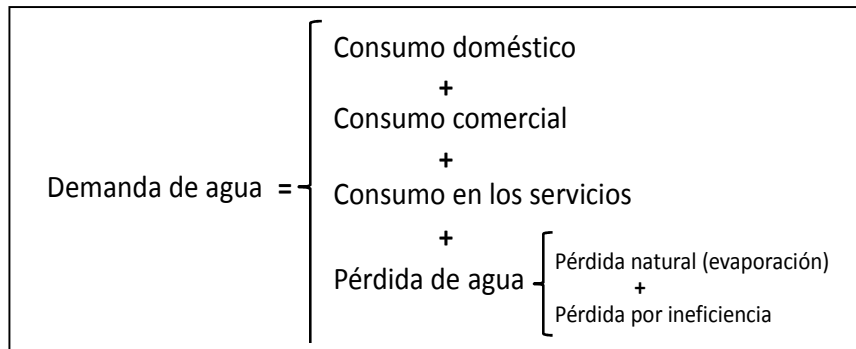 Consumo doméstico
+
Consumo comercial
+
Demanda de agua =
Consumo en los servicios
+
Pérdida de agua
Pérdida natural (evaporación)
+
Pérdida por ineficiencia